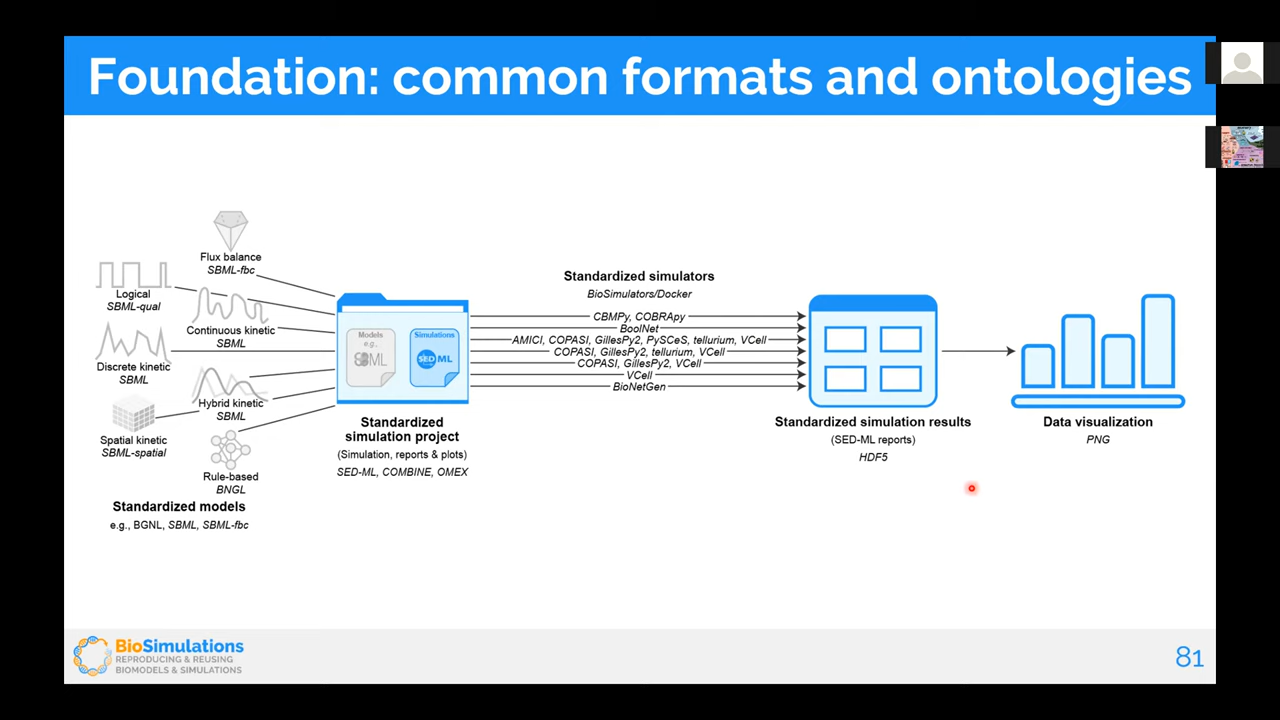 Foundation: common formats and ontologies
Flux balance
SBML-fbc
Logical
SBML-qual
Continuous kinetic
SBML
Discrete kinetic
SBML
Hybrid kinetic
SBML
Spatial kinetic
SBML-spatial
Rule-based
BNGL
Standardized models
e.g., BGNL, SBML, SBML-fbc
Models
e.g.,
SBML
Simulations
SED-ML
Standardized
simulation project
(Simulation, reports & plots)
SED-ML, COMBINE, OMEX
Standardized simulators
BioSimulators/Docker
CBMPy, COBRApy
BoolNet
AMICI, COPASI, GillesPy2, PySCeS, tellurium, VCell
COPASI, GillesPy2, tellurium, VCell
COPASI, GillesPy2, VCell
VCell
BioNetGen
Standardized simulation results
(SED-ML reports)
HDF5
Data visualization
PNG
BioSimulations
REPRODUCING & REUSING
BIOMODELS & SIMULATIONS
81